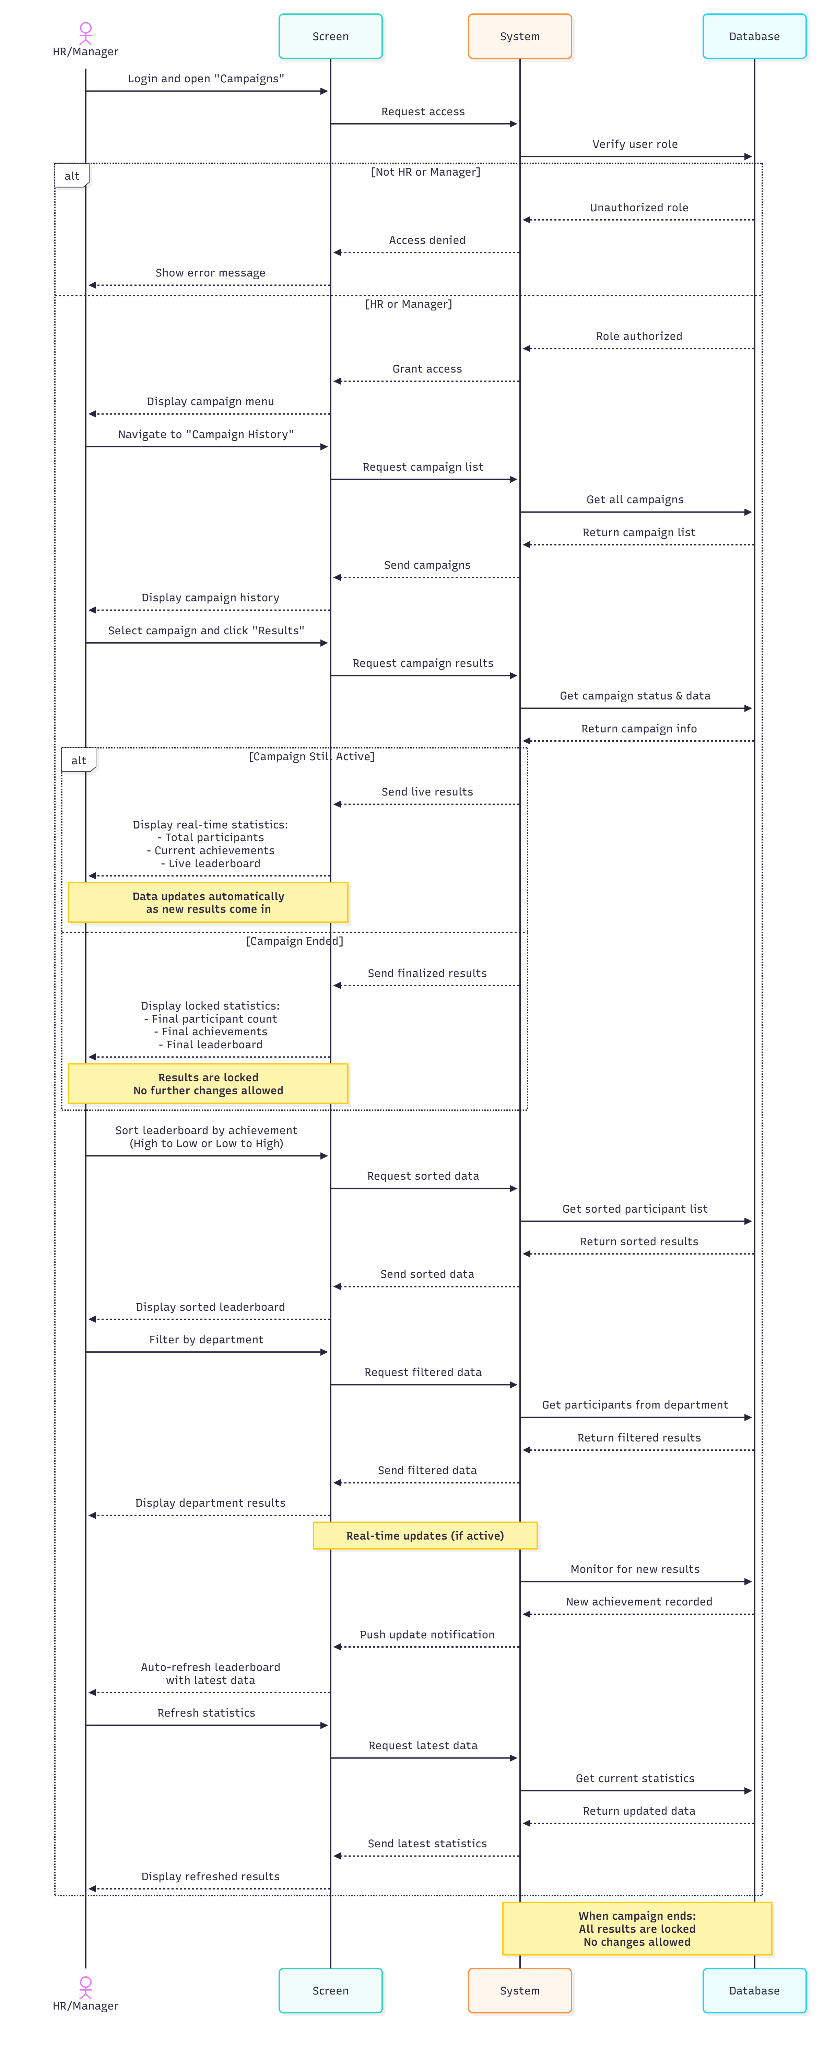 HR/Manager
Screen
System
Database
Login and open "Campaigns"
Request access
Verify user role
alt
[Not HR or Manager]
Unauthorized role
Access denied
Show error message
[HR or Manager]
Role authorized
Grant access
Display campaign menu
Navigate to "Campaign History"
Request campaign list
Get all campaigns
Return campaign list
Send campaigns
Display campaign history
Select campaign and click "Results"
Request campaign results
Get campaign status & data
Return campaign info
alt
[Campaign Still Active]
Send live results
Display real-time statistics:
- Total participants
- Current achievements
- Live leaderboard
Data updates automatically
as new results come in
[Campaign Ended]
Send finalized results
Display locked statistics:
- Final participant count
- Final achievements
- Final leaderboard
Results are locked
No further changes allowed
Sort leaderboard by achievement
(High to Low or Low to High)
Request sorted data
Get sorted participant list
Return sorted results
Send sorted data
Display sorted leaderboard
Filter by department
Request filtered data
Get participants from department
Return filtered results
Send filtered data
Display department results
Real-time updates (if active)
Monitor for new results
New achievement recorded
Push update notification
Auto-refresh leaderboard
with latest data
Refresh statistics
Request latest data
Get current statistics
Return updated data
Send latest statistics
Display refreshed results
When campaign ends:
All results are locked
No changes allowed
HR/Manager
Screen
System
Database